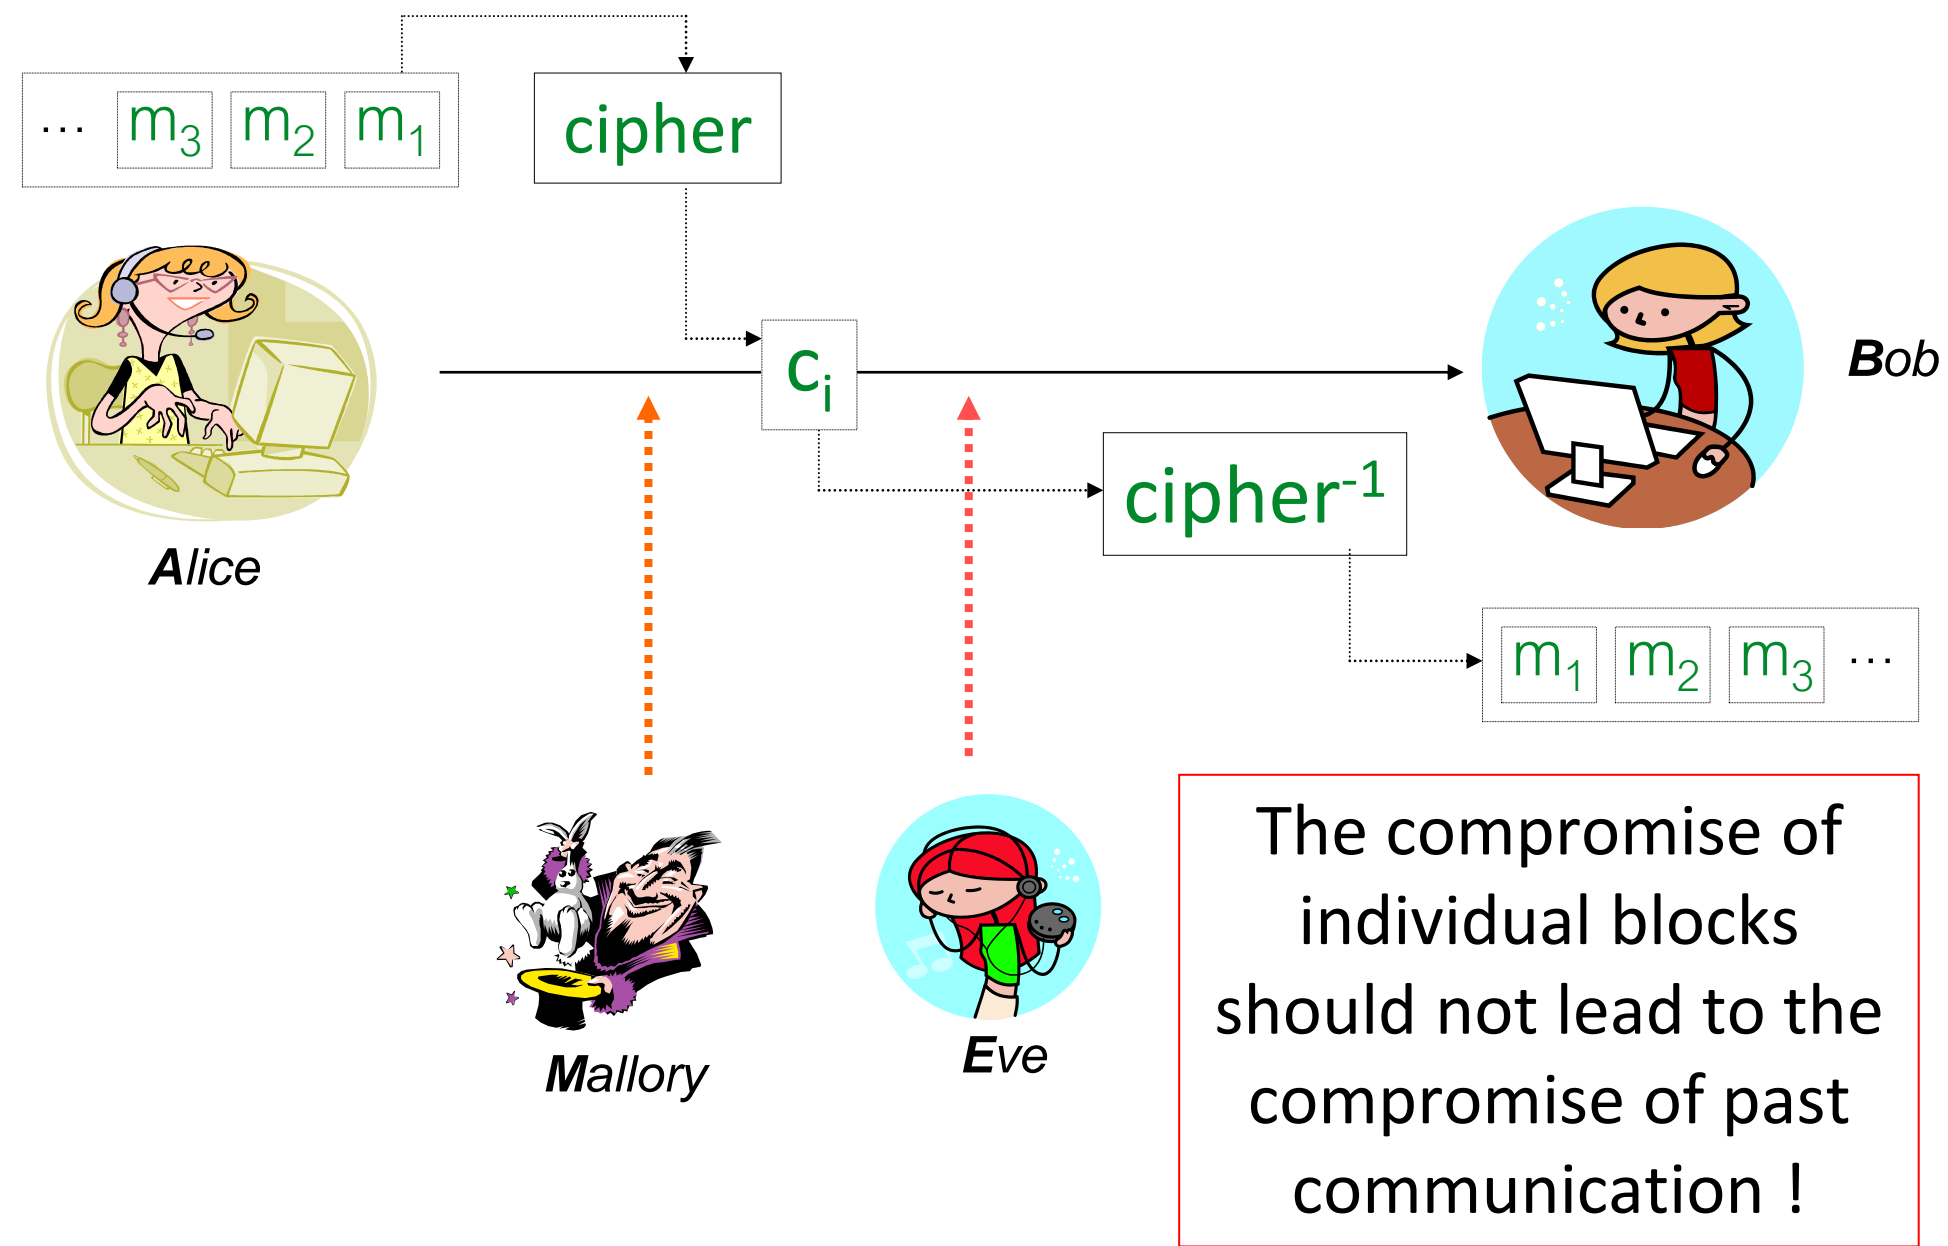 … m3 m2 m1
cipher
ci
Bob
cipher-1
Alice
m1 m2 m3 …
The compromise of
individual blocks
should not lead to the
compromise of past
communication !
Eve
Mallory